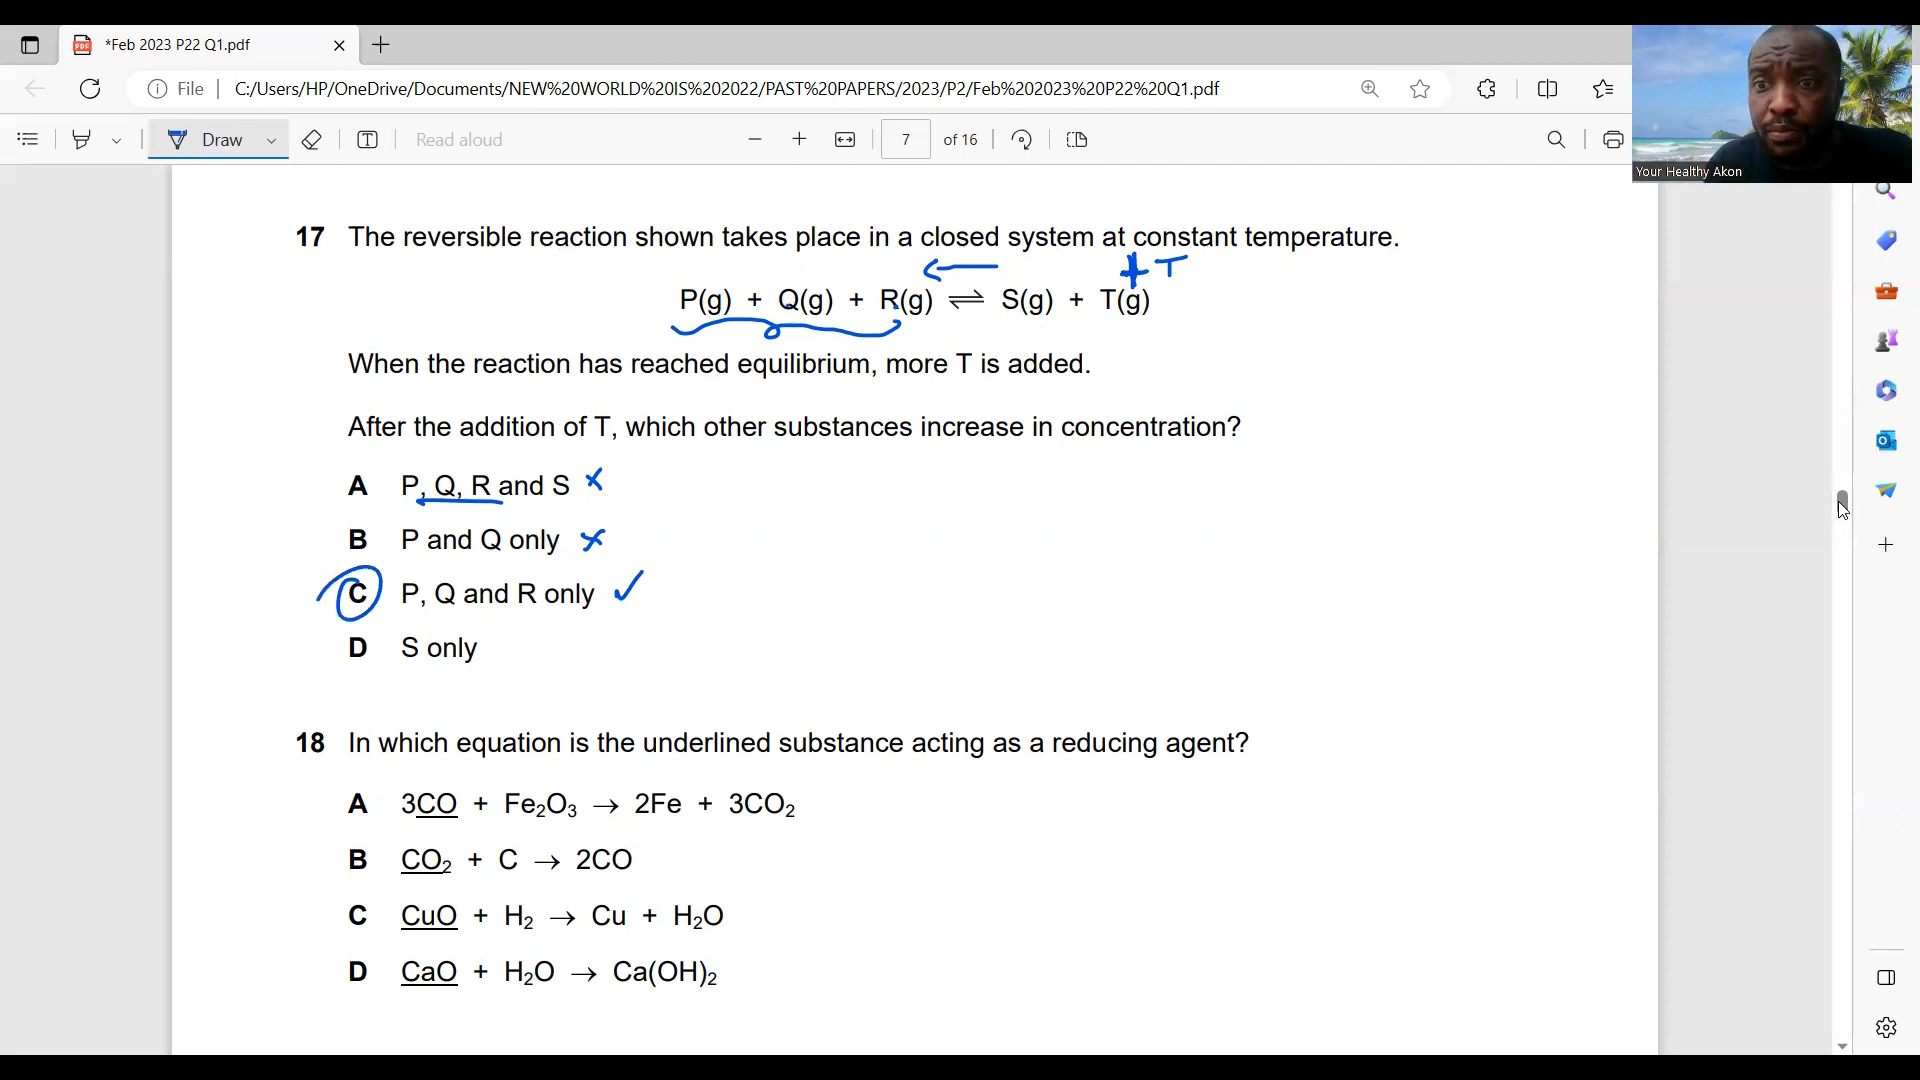 *Feb 2023 P22 Q1.pdf
File C:/Users/HP/OneDrive/Documents/NEW%20WORLD%20IS%202022/PAST%20PAPERS/2023/P2/Feb%202023%20P22%20Q1.pdf
Draw Read aloud 7 of 16
Your Healthy Akon
17 The reversible reaction shown takes place in a closed system at constant temperature.
+ T
P(g) + Q(g) + R(g) ⇌ S(g) + T(g)
When the reaction has reached equilibrium, more T is added.
After the addition of T, which other substances increase in concentration?
A P, Q, R and S ×
B P and Q only ×
C P, Q and R only ✓
D S only
18 In which equation is the underlined substance acting as a reducing agent?
A 3CO + Fe₂O₃ → 2Fe + 3CO₂
B CO₂ + C → 2CO
C CuO + H₂ → Cu + H₂O
D CaO + H₂O → Ca(OH)₂